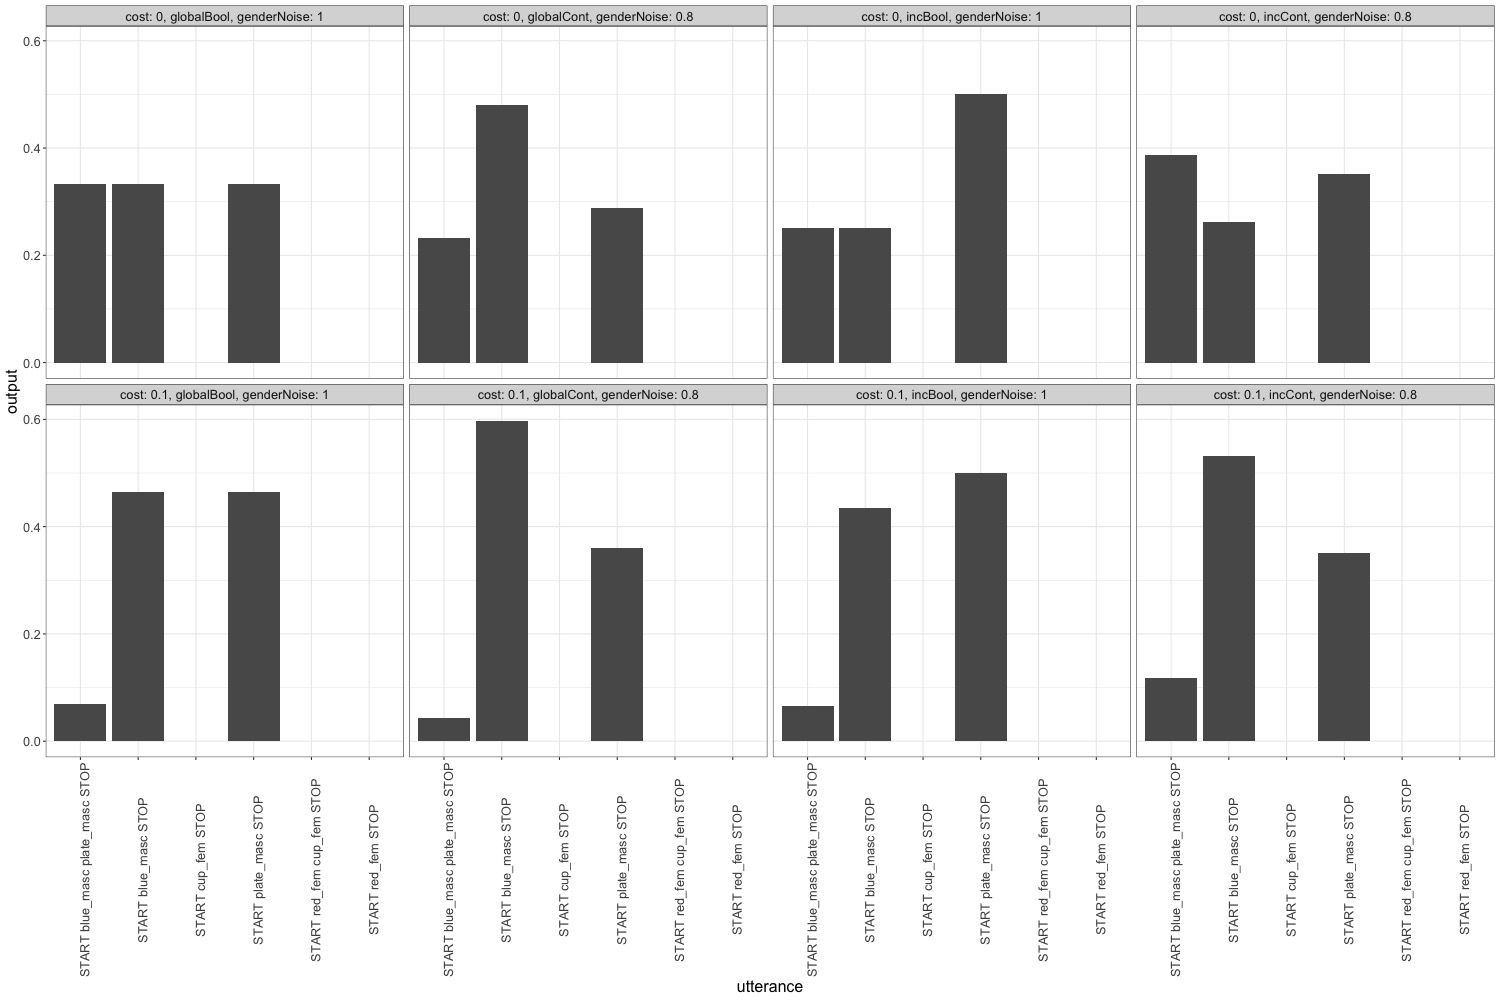 cost: 0, globalBool, genderNoise: 1
cost: 0, globalCont, genderNoise: 0.8
cost: 0, incBool, genderNoise: 1
cost: 0, incCont, genderNoise: 0.8
0.6
0.4
0.2
0.0
cost: 0.1, globalBool, genderNoise: 1
cost: 0.1, globalCont, genderNoise: 0.8
cost: 0.1, incBool, genderNoise: 1
cost: 0.1, incCont, genderNoise: 0.8
0.6
0.4
0.2
0.0
output
START blue_masc plate_masc STOP
START blue_masc STOP
START cup_fem STOP
START plate_masc STOP
START red_fem cup_fem STOP
START red_fem STOP
START blue_masc plate_masc STOP
START blue_masc STOP
START cup_fem STOP
START plate_masc STOP
START red_fem cup_fem STOP
START red_fem STOP
START blue_masc plate_masc STOP
START blue_masc STOP
START cup_fem STOP
START plate_masc STOP
START red_fem cup_fem STOP
START red_fem STOP
START blue_masc plate_masc STOP
START blue_masc STOP
START cup_fem STOP
START plate_masc STOP
START red_fem cup_fem STOP
START red_fem STOP
utterance